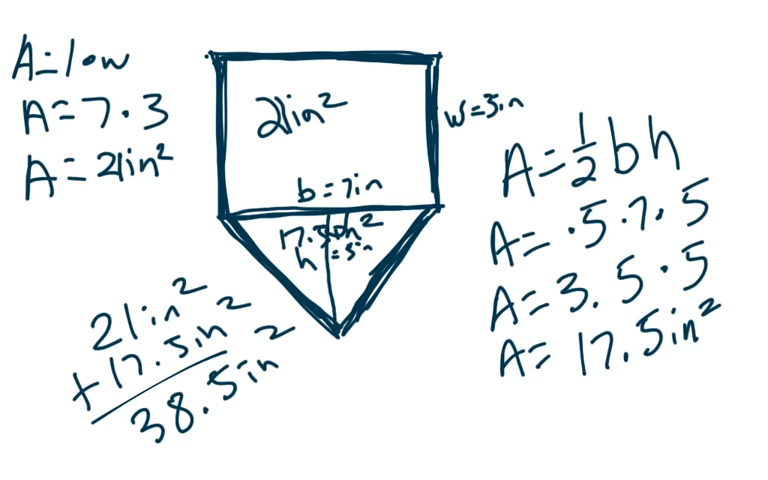 A=l•w
A=7•3
A=21in²
21in²
w=3in
b=7in
17.5in²
h=5in
A=½bh
A=.5•7•5
A=3.5•5
A=17.5in²
21in²
+17.5in²
38.5in²